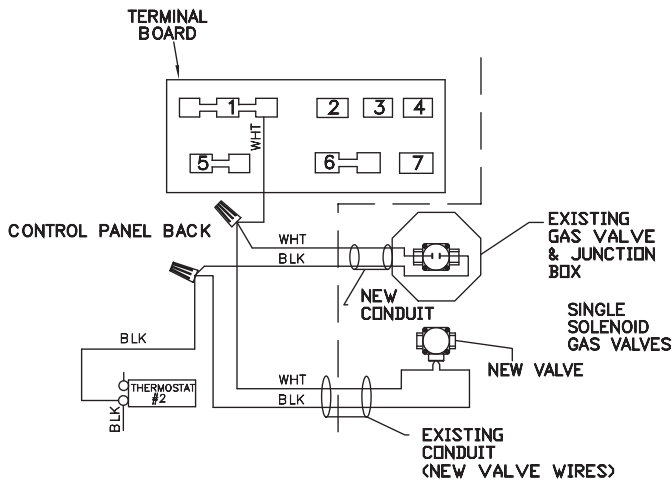 TERMINAL
BOARD
1
2
3
4
WHT
5
6
7
CONTROL PANEL BACK
WHT
BLK
EXISTING
GAS VALVE
& JUNCTION
BOX
NEW
CONDUIT
SINGLE
SOLENOID
GAS VALVES
BLK
NEW VALVE
THERMOSTAT
#2
WHT
BLK
BLK
EXISTING
CONDUIT
(NEW VALVE WIRES)